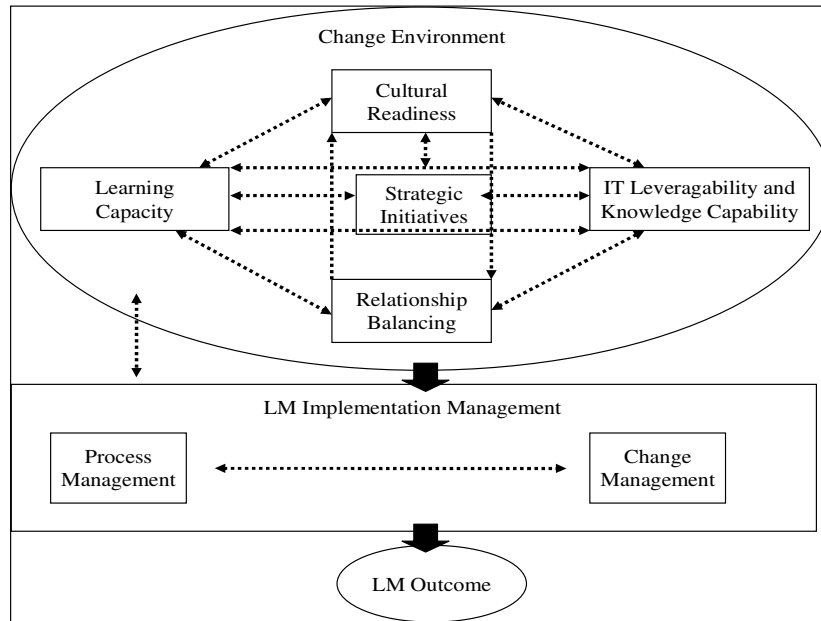 Change Environment
Cultural
Readiness
Learning
Capacity
Strategic
Initiatives
IT Leveragability and
Knowledge Capability
Relationship
Balancing
LM Implementation Management
Process
Management
Change
Management
LM Outcome